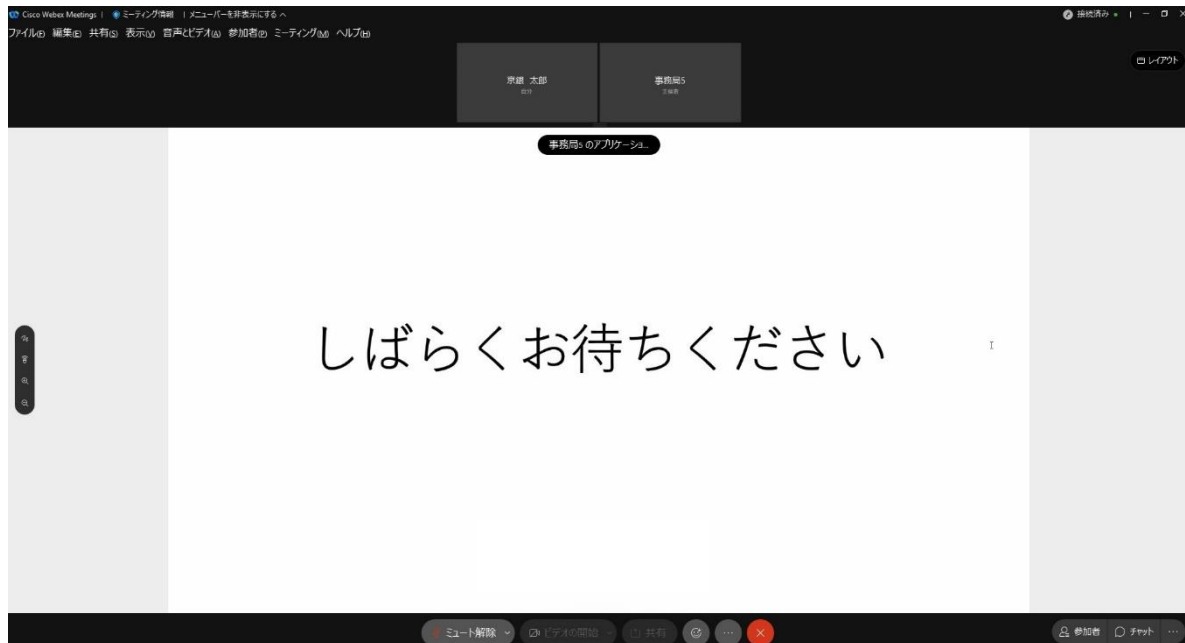 Cisco Webex Meetings | ミーティング情報 | メニューバーを非表示にする
接続済み
ファイル(F) 編集(E) 共有(S) 表示(V) 音声とビデオ(A) 参加者(P) ミーティング(M) ヘルプ(H)
レイアウト
京銀 太郎
自分
事務局5
主催者
事務局5 のアプリケーショ...
しばらくお待ちください
ミュート解除
ビデオの開始
共有
参加者
チャット